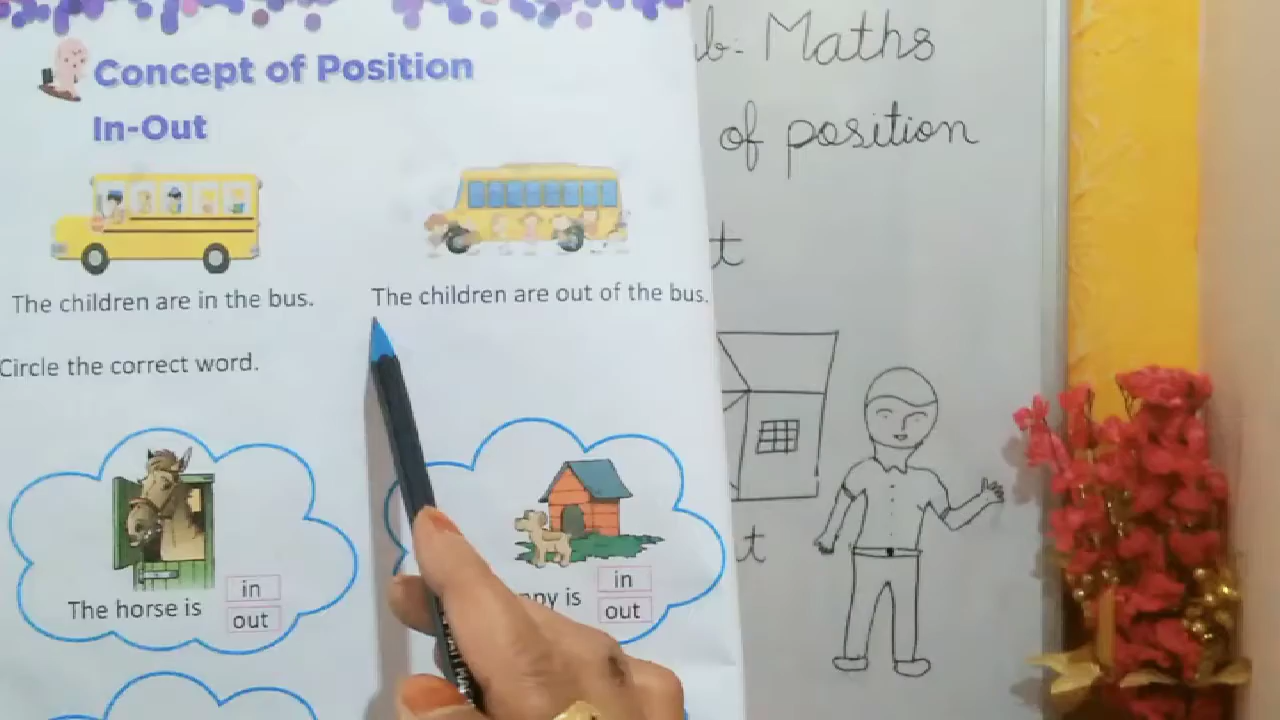 Concept of Position
In-Out
The children are in the bus.
The children are out of the bus.
Circle the correct word.
The horse is
in
out
is
in
out
Maths
of position